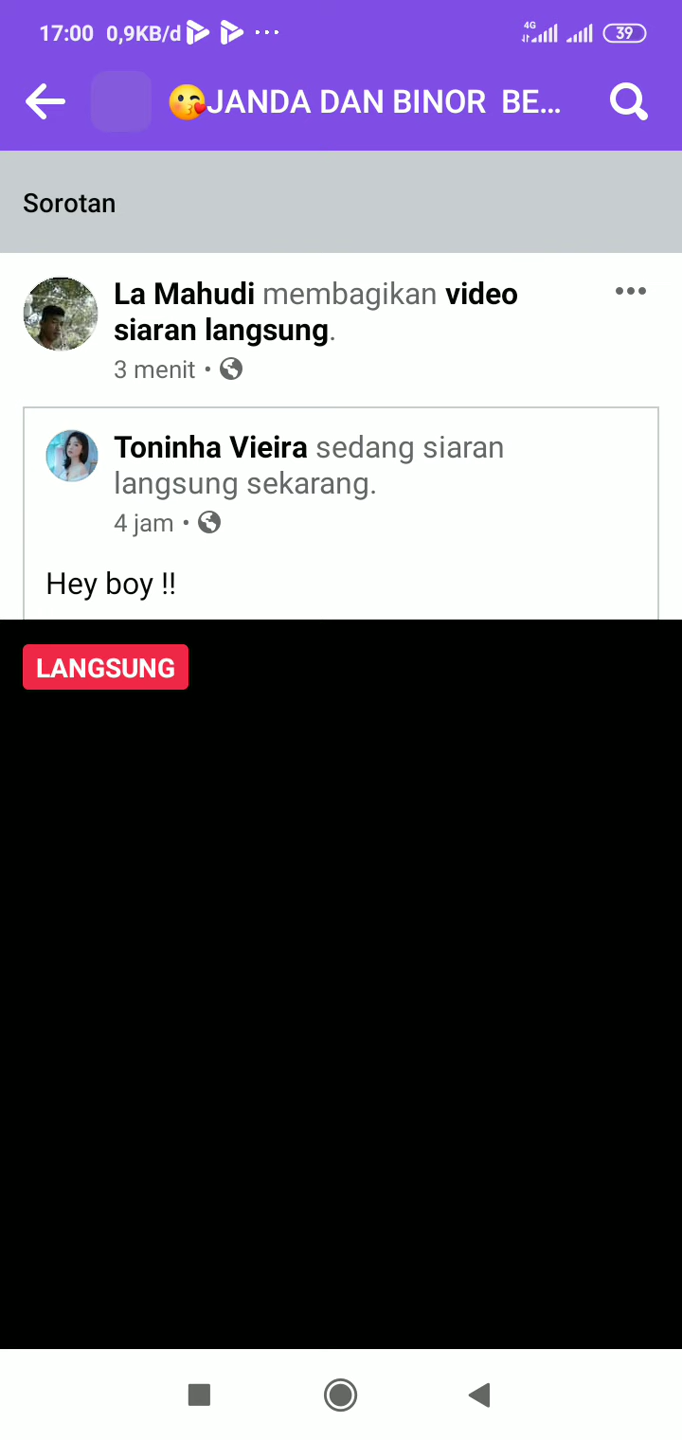 17:00 0,9KB/d ... 4G 39
😘JANDA DAN BINOR BE...
Sorotan
La Mahudi membagikan video
siaran langsung.
3 menit •
Toninha Vieira sedang siaran
langsung sekarang.
4 jam •
Hey boy !!
LANGSUNG